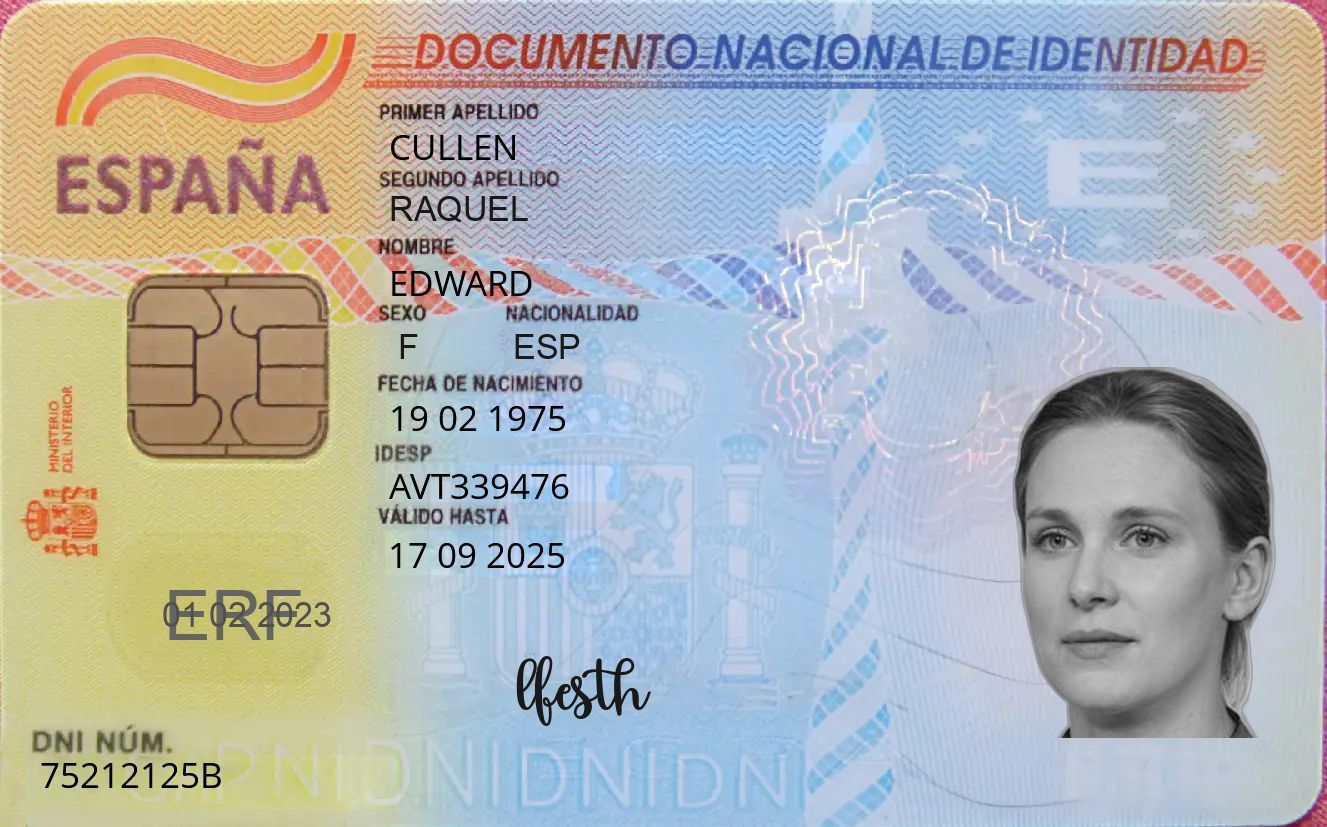 DOCUMENTO NACIONAL DE IDENTIDAD
ESPAÑA
PRIMER APELLIDO
CULLEN
SEGUNDO APELLIDO
RAQUEL
NOMBRE
EDWARD
SEXO NACIONALIDAD
F ESP
FECHA DE NACIMIENTO
19 02 1975
IDESP
AVT339476
VÁLIDO HASTA
17 09 2025
MINISTERIO
DEL INTERIOR
E
ERF
01 02 2023
lfesth
DNI NÚM.
75212125B
DNIDNIDNIDNI